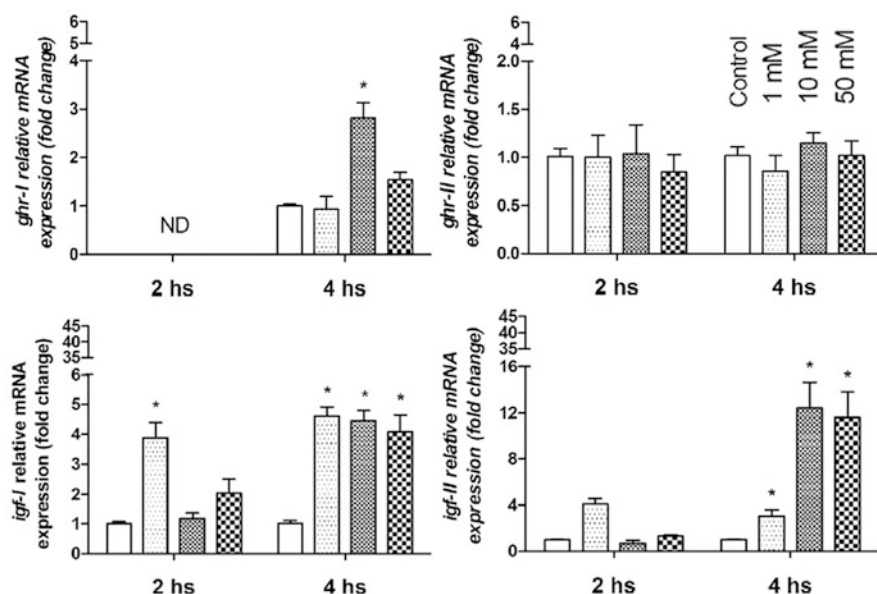 ghr-I relative mRNA
expression (fold change)
6
5
3
2
1
0
*
ND
2 hs
4 hs
ghr-II relative mRNA
expression (fold change)
6
4
2
2.0
1.5
1.0
0.5
0.0
Control
1 mM
10 mM
50 mM
2 hs
4 hs
igf-I relative mRNA
expression (fold change)
45
40
35
6
5
4
3
2
1
0
*
*
*
*
2 hs
4 hs
igf-II relative mRNA
expression (fold change)
45
40
35
16
12
8
4
0
*
*
*
2 hs
4 hs